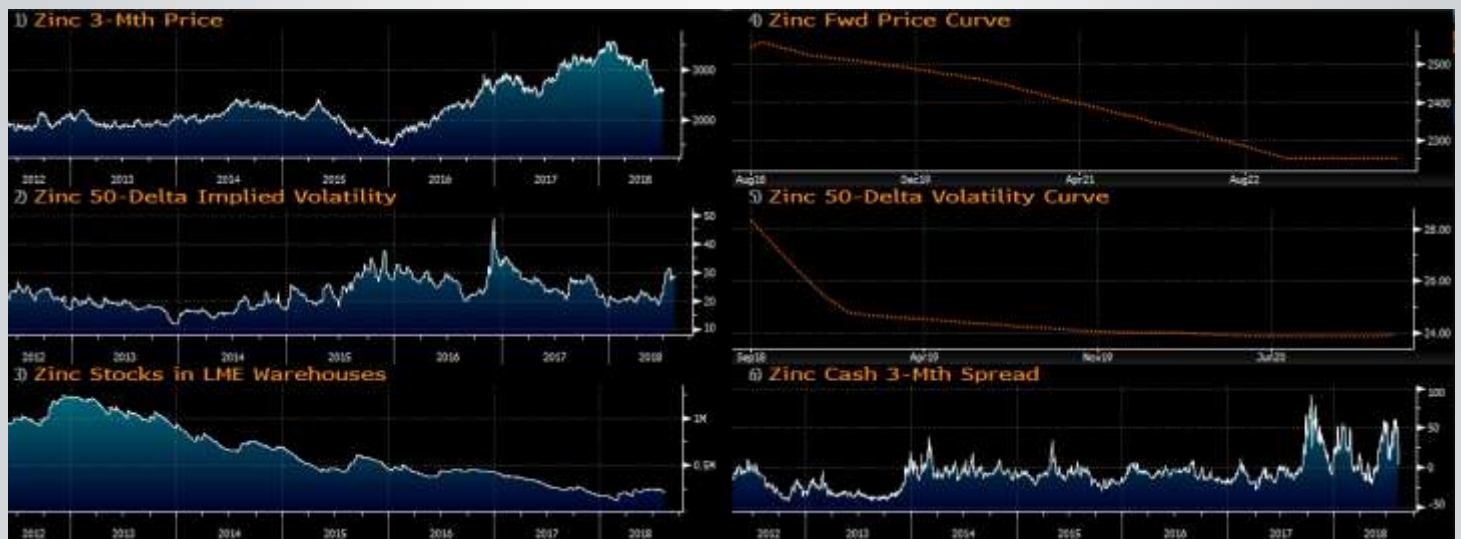 1) Zinc 3-Mth Price
3000
2000
2012 2013 2014 2015 2016 2017 2018
2) Zinc 50-Delta Implied Volatility
50
40
30
20
10
2012 2013 2014 2015 2016 2017 2018
3) Zinc Stocks in LME Warehouses
1M
0.5M
2012 2013 2014 2015 2016 2017 2018
4) Zinc Fwd Price Curve
2500
2400
2300
Aug18 Dec19 Apr21 Aug22
5) Zinc 50-Delta Volatility Curve
28.00
26.00
24.00
Sep18 Apr19 Nov19 Jul20
6) Zinc Cash 3-Mth Spread
100
50
0
-50
2012 2013 2014 2015 2016 2017 2018